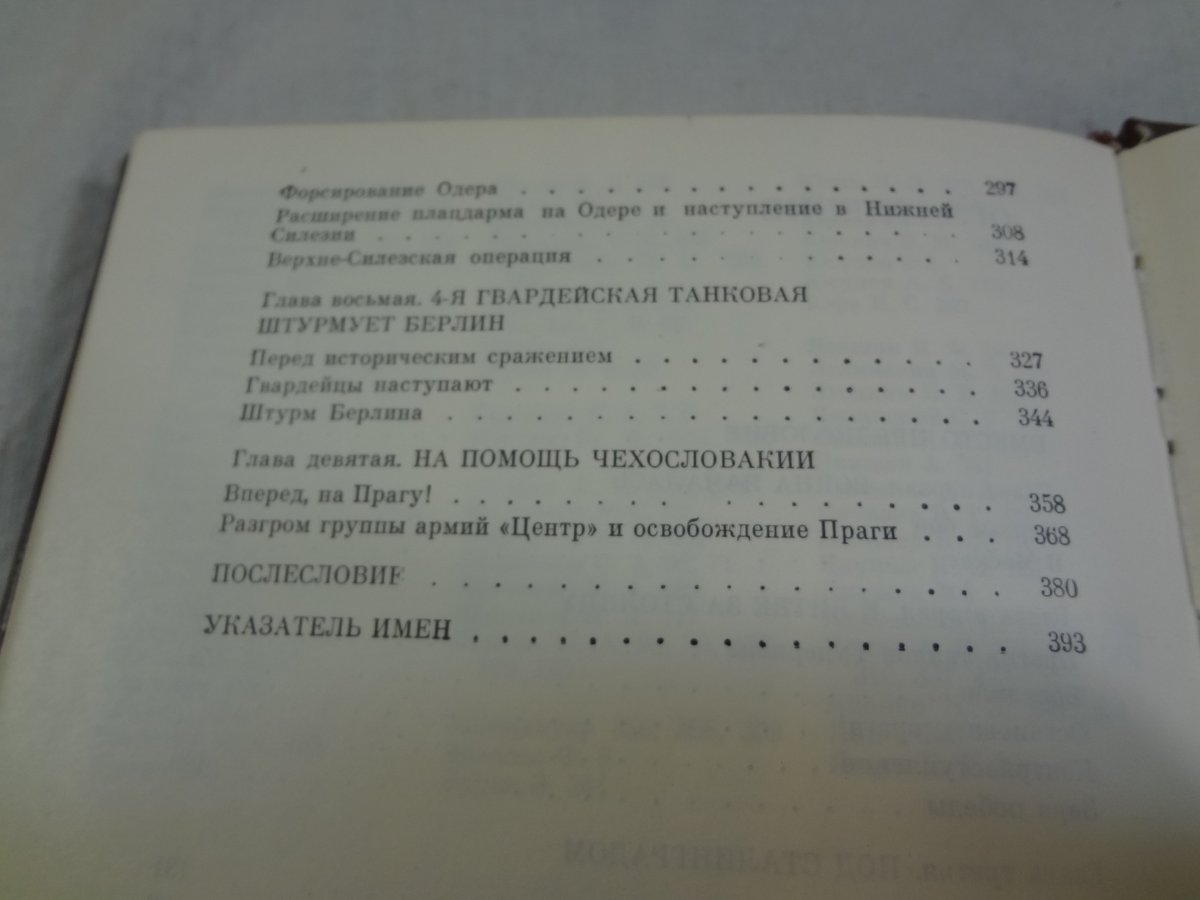 Форсирование Одера . . . . . . . . . . . . . . . . 297
Расширение плацдарма на Одере и наступление в Нижней
Силезии . . . . . . . . . . . . . . . . . . . . 308
Верхне-Силезская операция . . . . . . . . . . . . . 314
Глава восьмая. 4-Я ГВАРДЕЙСКАЯ ТАНКОВАЯ
ШТУРМУЕТ БЕРЛИН
Перед историческим сражением . . . . . . . . . . . . 327
Гвардейцы наступают . . . . . . . . . . . . . . . . 336
Штурм Берлина . . . . . . . . . . . . . . . . . . 344
Глава девятая. НА ПОМОЩЬ ЧЕХОСЛОВАКИИ
Вперед, на Прагу! . . . . . . . . . . . . . . . . . 358
Разгром группы армий «Центр» и освобождение Праги . . . 368
ПОСЛЕСЛОВИЕ . . . . . . . . . . . . . . . . . . 380
УКАЗАТЕЛЬ ИМЕН . . . . . . . . . . . . . . . . . . 393